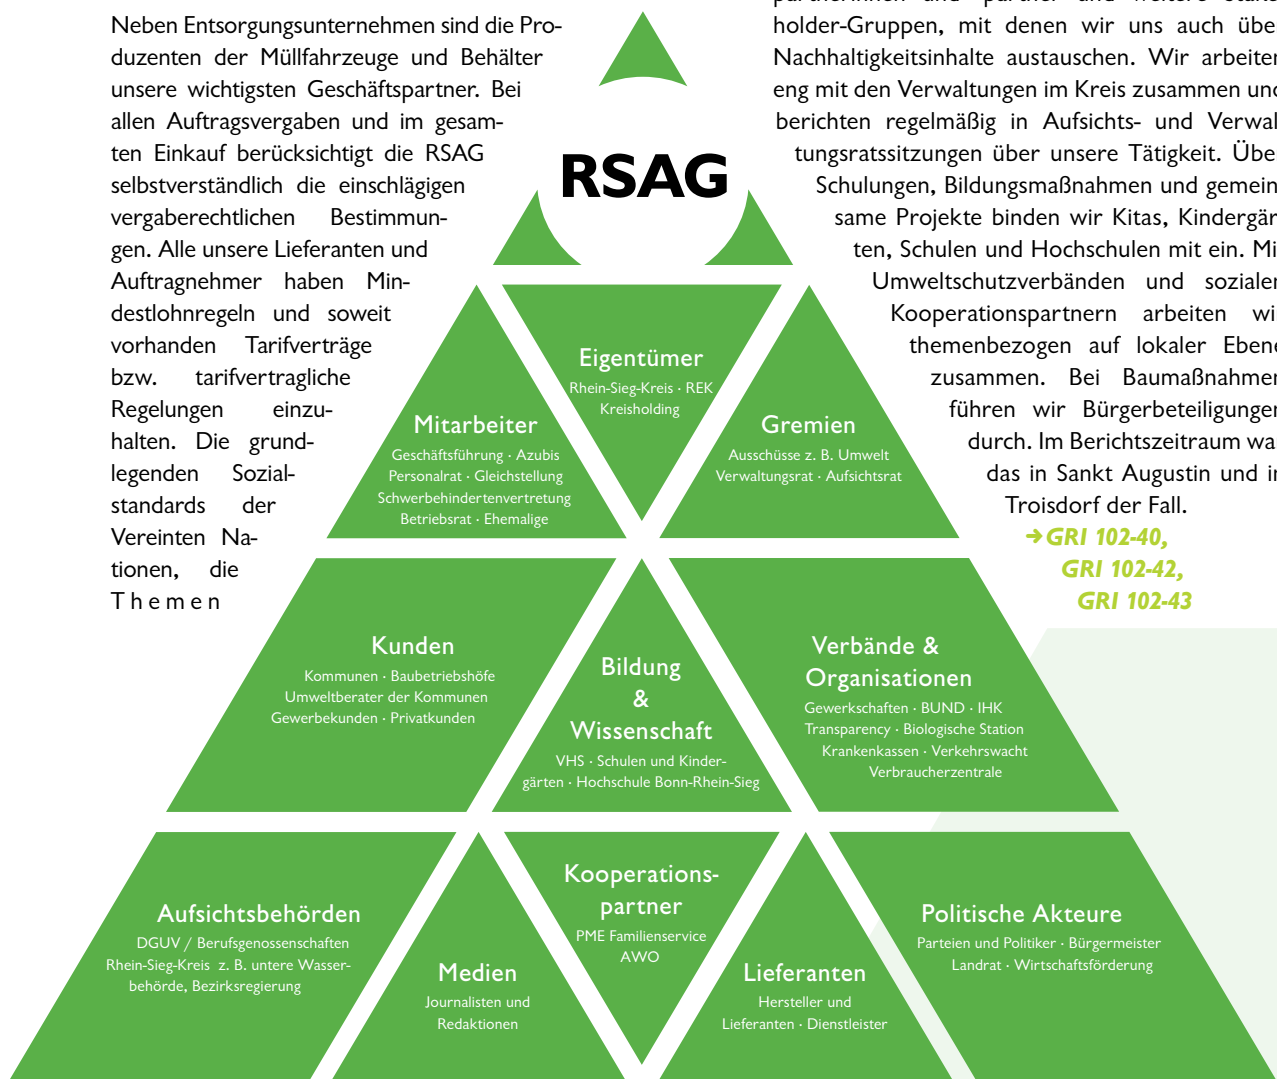 Neben Entsorgungsunternehmen sind die Pro-
duzenten der Müllfahrzeuge und Behälter
unsere wichtigsten Geschäftspartner. Bei
allen Auftragsvergaben und im gesam-
ten Einkauf berücksichtigt die RSAG
selbstverständlich die einschlägigen
vergaberechtlichen Bestimmun-
gen. Alle unsere Lieferanten und
Auftragnehmer haben Min-
destlohnregeln und soweit
vorhanden Tarifverträge
bzw. tarifvertragliche
Regelungen einzu-
halten. Die grund-
legenden Sozial-
standards der
Vereinten Na-
tionen, die
Themen
holder-Gruppen, mit denen wir uns auch über
Nachhaltigkeitsinhalte austauschen. Wir arbeiten
eng mit den Verwaltungen im Kreis zusammen und
berichten regelmäßig in Aufsichts- und Verwal-
tungsratssitzungen über unsere Tätigkeit. Über
Schulungen, Bildungsmaßnahmen und gemein-
same Projekte binden wir Kitas, Kindergär-
ten, Schulen und Hochschulen mit ein. Mit
Umweltschutzverbänden und sozialen
Kooperationspartnern arbeiten wir
themenbezogen auf lokaler Ebene
zusammen. Bei Baumaßnahmen
führen wir Bürgerbeteiligungen
durch. Im Berichtszeitraum war
das in Sankt Augustin und in
Troisdorf der Fall.
➔ GRI 102-40,
GRI 102-42,
GRI 102-43
RSAG
Eigentümer
Rhein-Sieg-Kreis · REK
Kreisholding
Mitarbeiter
Geschäftsführung · Azubis
Personalrat · Gleichstellung
Schwerbehindertenvertretung
Betriebsrat · Ehemalige
Gremien
Ausschüsse z. B. Umwelt
Verwaltungsrat · Aufsichtsrat
Kunden
Kommunen · Baubetriebshöfe
Umweltberater der Kommunen
Gewerbekunden · Privatkunden
Bildung
&
Wissenschaft
VHS · Schulen und Kinder-
gärten · Hochschule Bonn-Rhein-Sieg
Verbände &
Organisationen
Gewerkschaften · BUND · IHK
Transparency · Biologische Station
Krankenkassen · Verkehrswacht
Verbraucherzentrale
Aufsichtsbehörden
DGUV / Berufsgenossenschaften
Rhein-Sieg-Kreis z. B. untere Wasser-
behörde, Bezirksregierung
Medien
Journalisten und
Redaktionen
Kooperations-
partner
PME Familienservice
AWO
Lieferanten
Hersteller und
Lieferanten · Dienstleister
Politische Akteure
Parteien und Politiker · Bürgermeister
Landrat · Wirtschaftsförderung